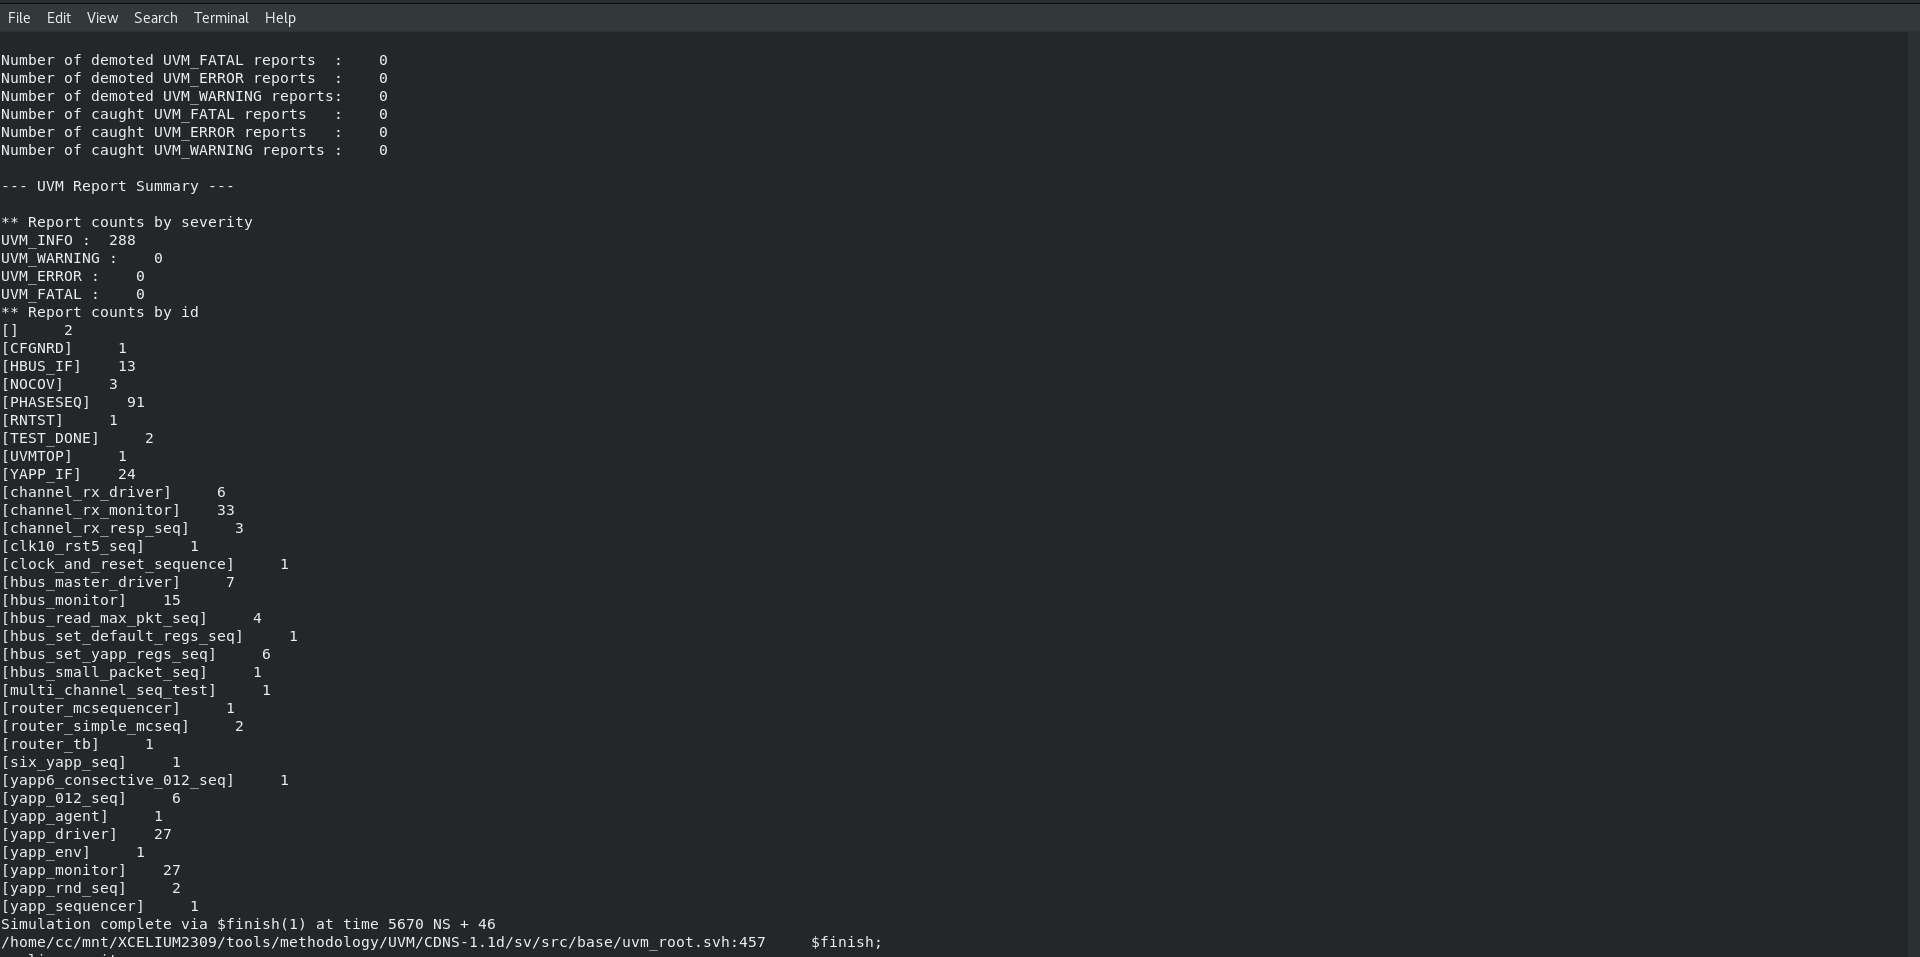 File Edit View Search Terminal Help
Number of demoted UVM_FATAL reports  :    0
Number of demoted UVM_ERROR reports  :    0
Number of demoted UVM_WARNING reports:    0
Number of caught UVM_FATAL reports   :    0
Number of caught UVM_ERROR reports   :    0
Number of caught UVM_WARNING reports :    0
--- UVM Report Summary ---
** Report counts by severity
UVM_INFO :  288
UVM_WARNING :    0
UVM_ERROR :    0
UVM_FATAL :    0
** Report counts by id
[]     2
[CFGNRD]     1
[HBUS_IF]    13
[NOCOV]     3
[PHASESEQ]    91
[RNTST]     1
[TEST_DONE]     2
[UVMTOP]     1
[YAPP_IF]    24
[channel_rx_driver]     6
[channel_rx_monitor]    33
[channel_rx_resp_seq]     3
[clk10_rst5_seq]     1
[clock_and_reset_sequence]     1
[hbus_master_driver]     7
[hbus_monitor]    15
[hbus_read_max_pkt_seq]     4
[hbus_set_default_regs_seq]     1
[hbus_set_yapp_regs_seq]     6
[hbus_small_packet_seq]     1
[multi_channel_seq_test]     1
[router_mcsequencer]     1
[router_simple_mcseq]     2
[router_tb]     1
[six_yapp_seq]     1
[yapp6_consective_012_seq]     1
[yapp_012_seq]     6
[yapp_agent]     1
[yapp_driver]    27
[yapp_env]     1
[yapp_monitor]    27
[yapp_rnd_seq]     2
[yapp_sequencer]     1
Simulation complete via $finish(1) at time 5670 NS + 46
/home/cc/mnt/XCELIUM2309/tools/methodology/UVM/CDNS-1.1d/sv/src/base/uvm_root.svh:457     $finish;